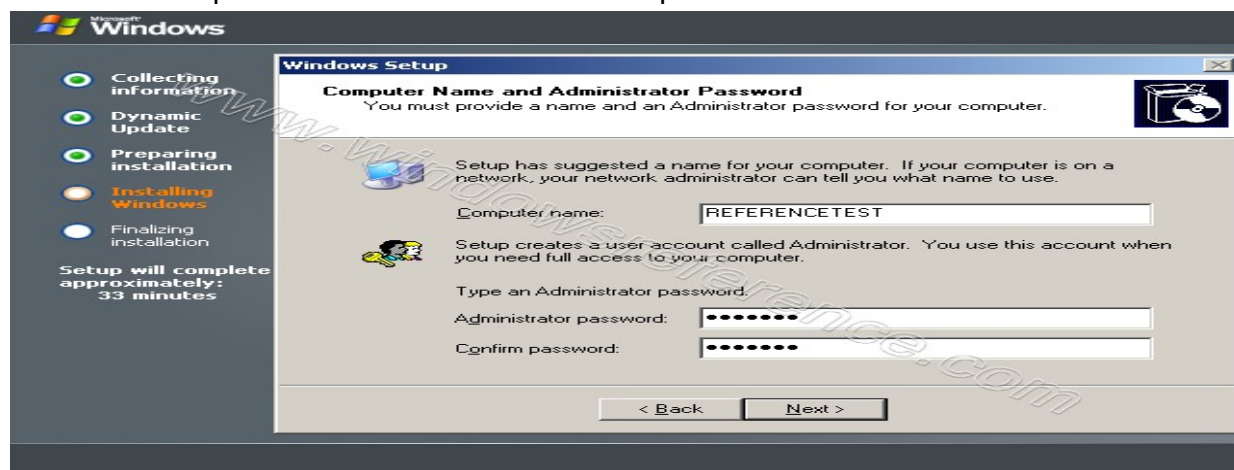 Microsoft
Windows
Collecting
information
Dynamic
Update
Preparing
installation
Installing
Windows
Finalizing
installation
Setup will complete
approximately:
33 minutes
Windows Setup
Computer Name and Administrator Password
You must provide a name and an Administrator password for your computer.
Setup has suggested a name for your computer. If your computer is on a
network, your network administrator can tell you what name to use.
Computer name: REFERENCETEST
Setup creates a user account called Administrator. You use this account when
you need full access to your computer.
Type an Administrator password.
Administrator password: •••••••
Confirm password: •••••••
< Back Next >
www.windowsreference.com